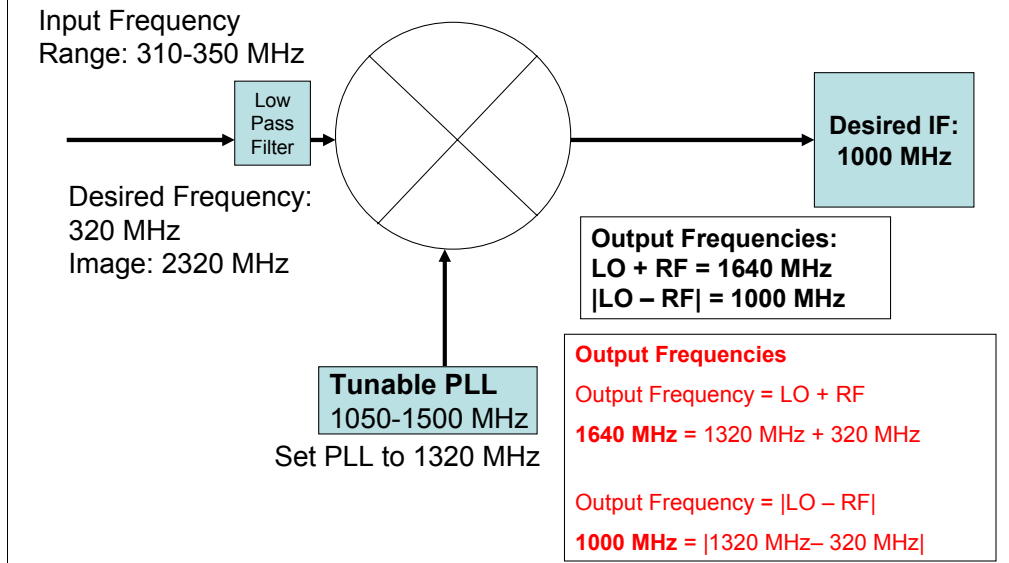 Input Frequency
Range: 310-350 MHz
Low
Pass
Filter
Desired IF:
1000 MHz
Desired Frequency:
320 MHz
Image: 2320 MHz
Output Frequencies:
LO + RF = 1640 MHz
|LO – RF| = 1000 MHz
Tunable PLL
1050-1500 MHz
Set PLL to 1320 MHz
Output Frequencies
Output Frequency = LO + RF
1640 MHz = 1320 MHz + 320 MHz
Output Frequency = |LO – RF|
1000 MHz = |1320 MHz– 320 MHz|